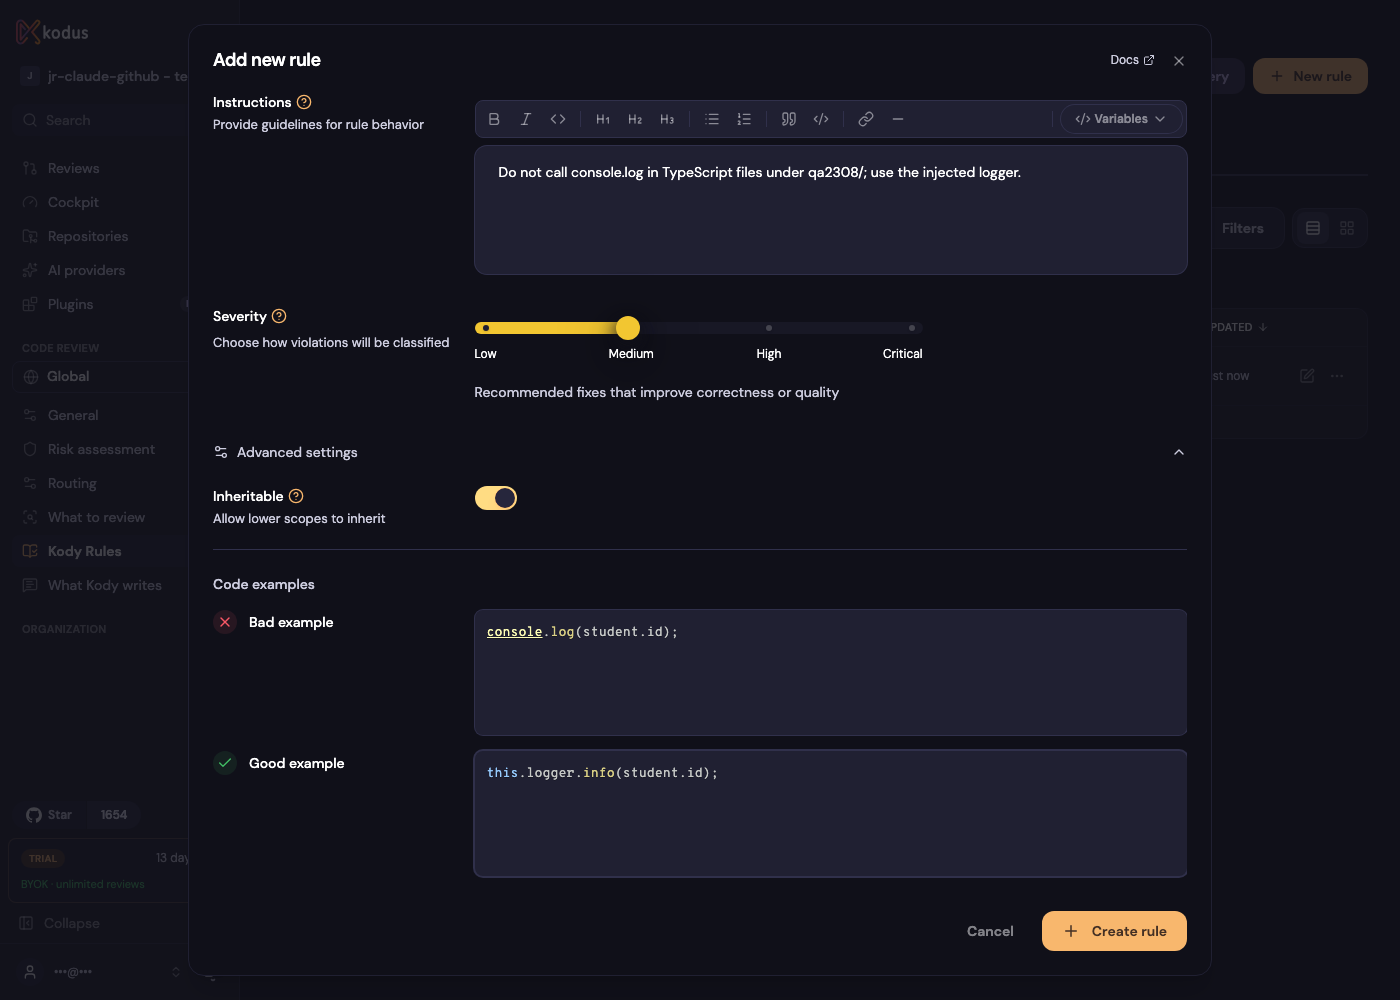 kodus
Add new rule
Docs
J jr-claude-github - te
New rule
Instructions
Provide guidelines for rule behavior
B I <> H1 H2 H3
</> Variables
Search
Do not call console.log in TypeScript files under qa2308/; use the injected logger.
Reviews
Cockpit
Repositories
Filters
AI providers
Plugins
Severity
Choose how violations will be classified
Low Medium High Critical
CODE REVIEW
Global
Recommended fixes that improve correctness or quality
General
Risk assessment
Advanced settings
Routing
Inheritable
Allow lower scopes to inherit
What to review
Kody Rules
What Kody writes
Code examples
Bad example
console.log(student.id);
ORGANIZATION
Good example
this.logger.info(student.id);
Star 1654
TRIAL 13 day
BYOK · unlimited reviews
Collapse
Cancel
Create rule
•••@•••